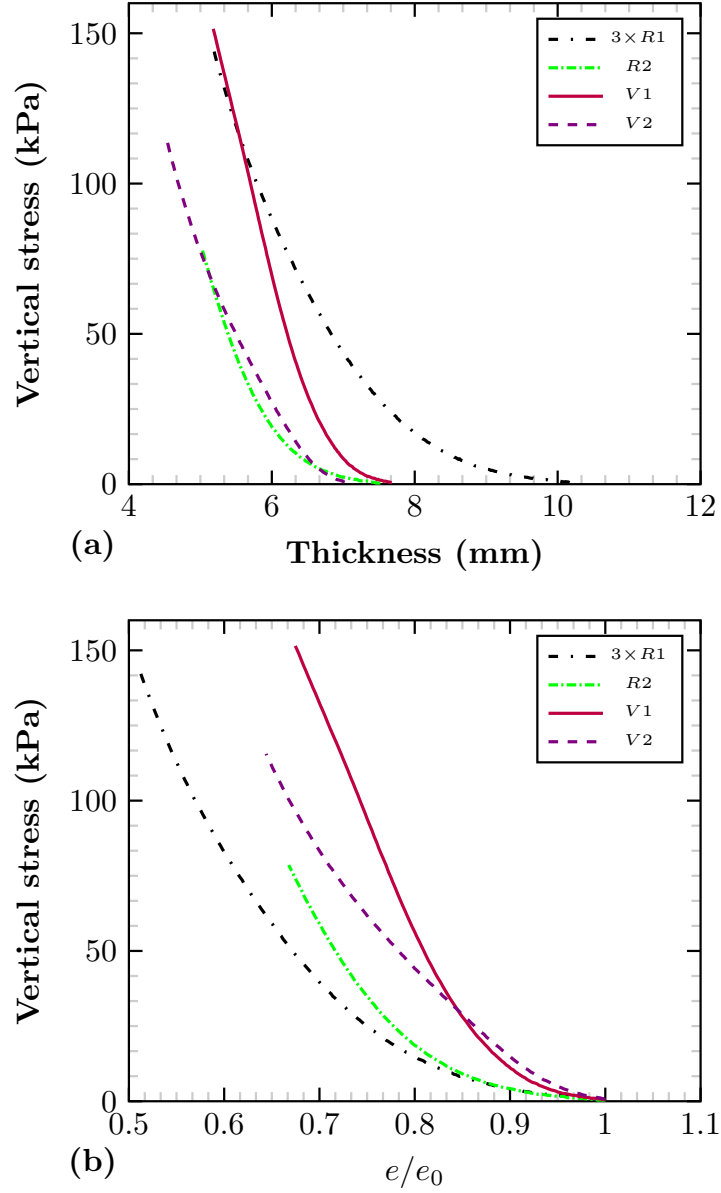 150
100
50
0
Vertical stress (kPa)
3×R1
R2
V1
V2
4 6 8 10 12
(a) Thickness (mm)
150
100
50
0
Vertical stress (kPa)
3×R1
R2
V1
V2
0.5 0.6 0.7 0.8 0.9 1 1.1
(b) e/e₀